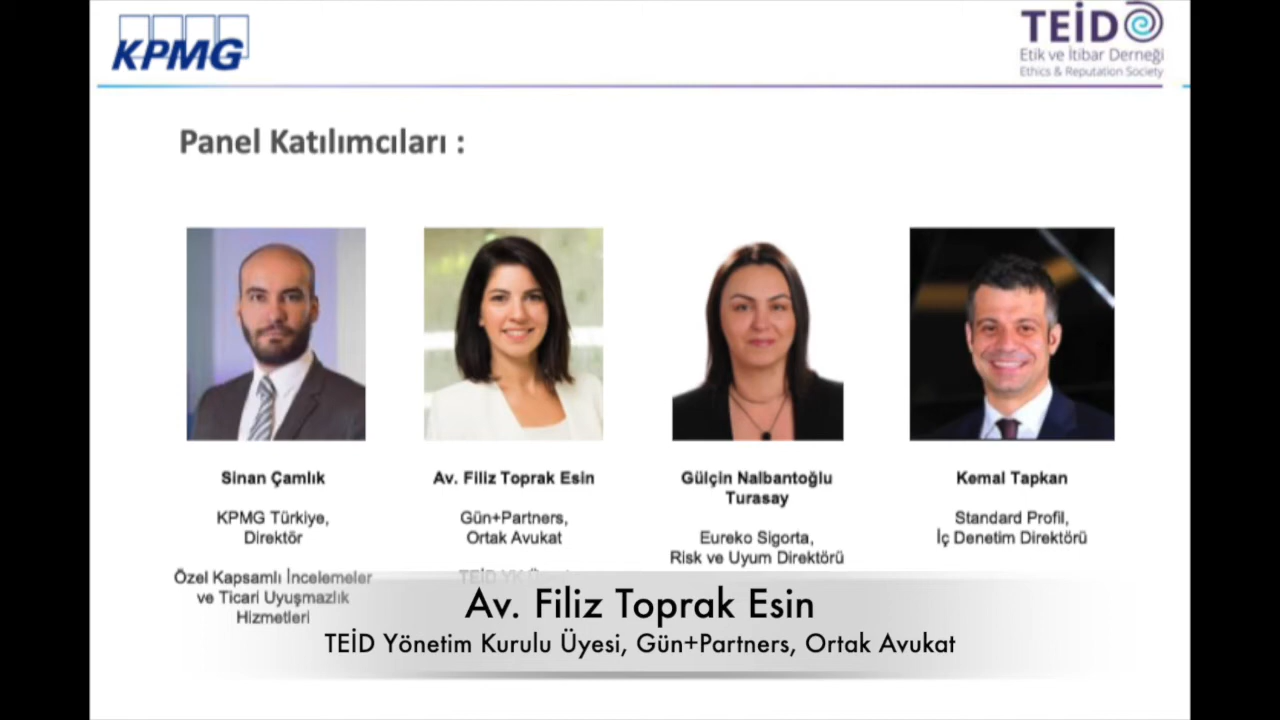 KPMG
TEİD
Etik ve İtibar Derneği
Ethics & Reputation Society
Panel Katılımcıları :
Sinan Çamlık
KPMG Türkiye,
Direktör
Özel Kapsamlı İncelemeler
ve Ticari Uyuşmazlık
Hizmetleri
Av. Filiz Toprak Esin
Gün+Partners,
Ortak Avukat
TEİD YK
Gülçin Nalbantoğlu
Turasay
Eureko Sigorta,
Risk ve Uyum Direktörü
Kemal Tapkan
Standard Profil,
İç Denetim Direktörü
Av. Filiz Toprak Esin
TEİD Yönetim Kurulu Üyesi, Gün+Partners, Ortak Avukat